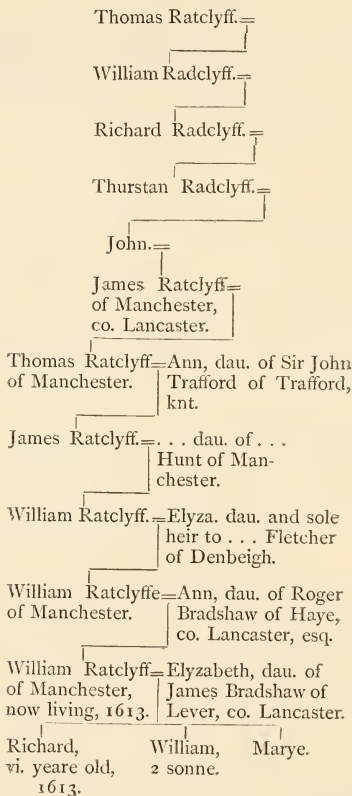 Thomas Ratclyff.=
William Radclyff.=
Richard Radclyff.=
Thurstan Radclyff.=
John.=
James Ratclyff=
of Manchester,
co. Lancaster.
Thomas Ratclyff=Ann, dau. of Sir John
of Manchester. Trafford of Trafford,
knt.
James Ratclyff.=. . . dau. of . . .
Hunt of Man-
chester.
William Ratclyff.=Elyza. dau. and sole
heir to . . . Fletcher
of Denbeigh.
William Ratclyffe=Ann, dau. of Roger
of Manchester. Bradshaw of Haye,
co. Lancaster, esq.
William Ratclyff=Elyzabeth, dau. of
of Manchester, James Bradshaw of
now living, 1613. Lever, co. Lancaster.
Richard, William, Marye.
vi. yeare old, 2 sonne.
1613.